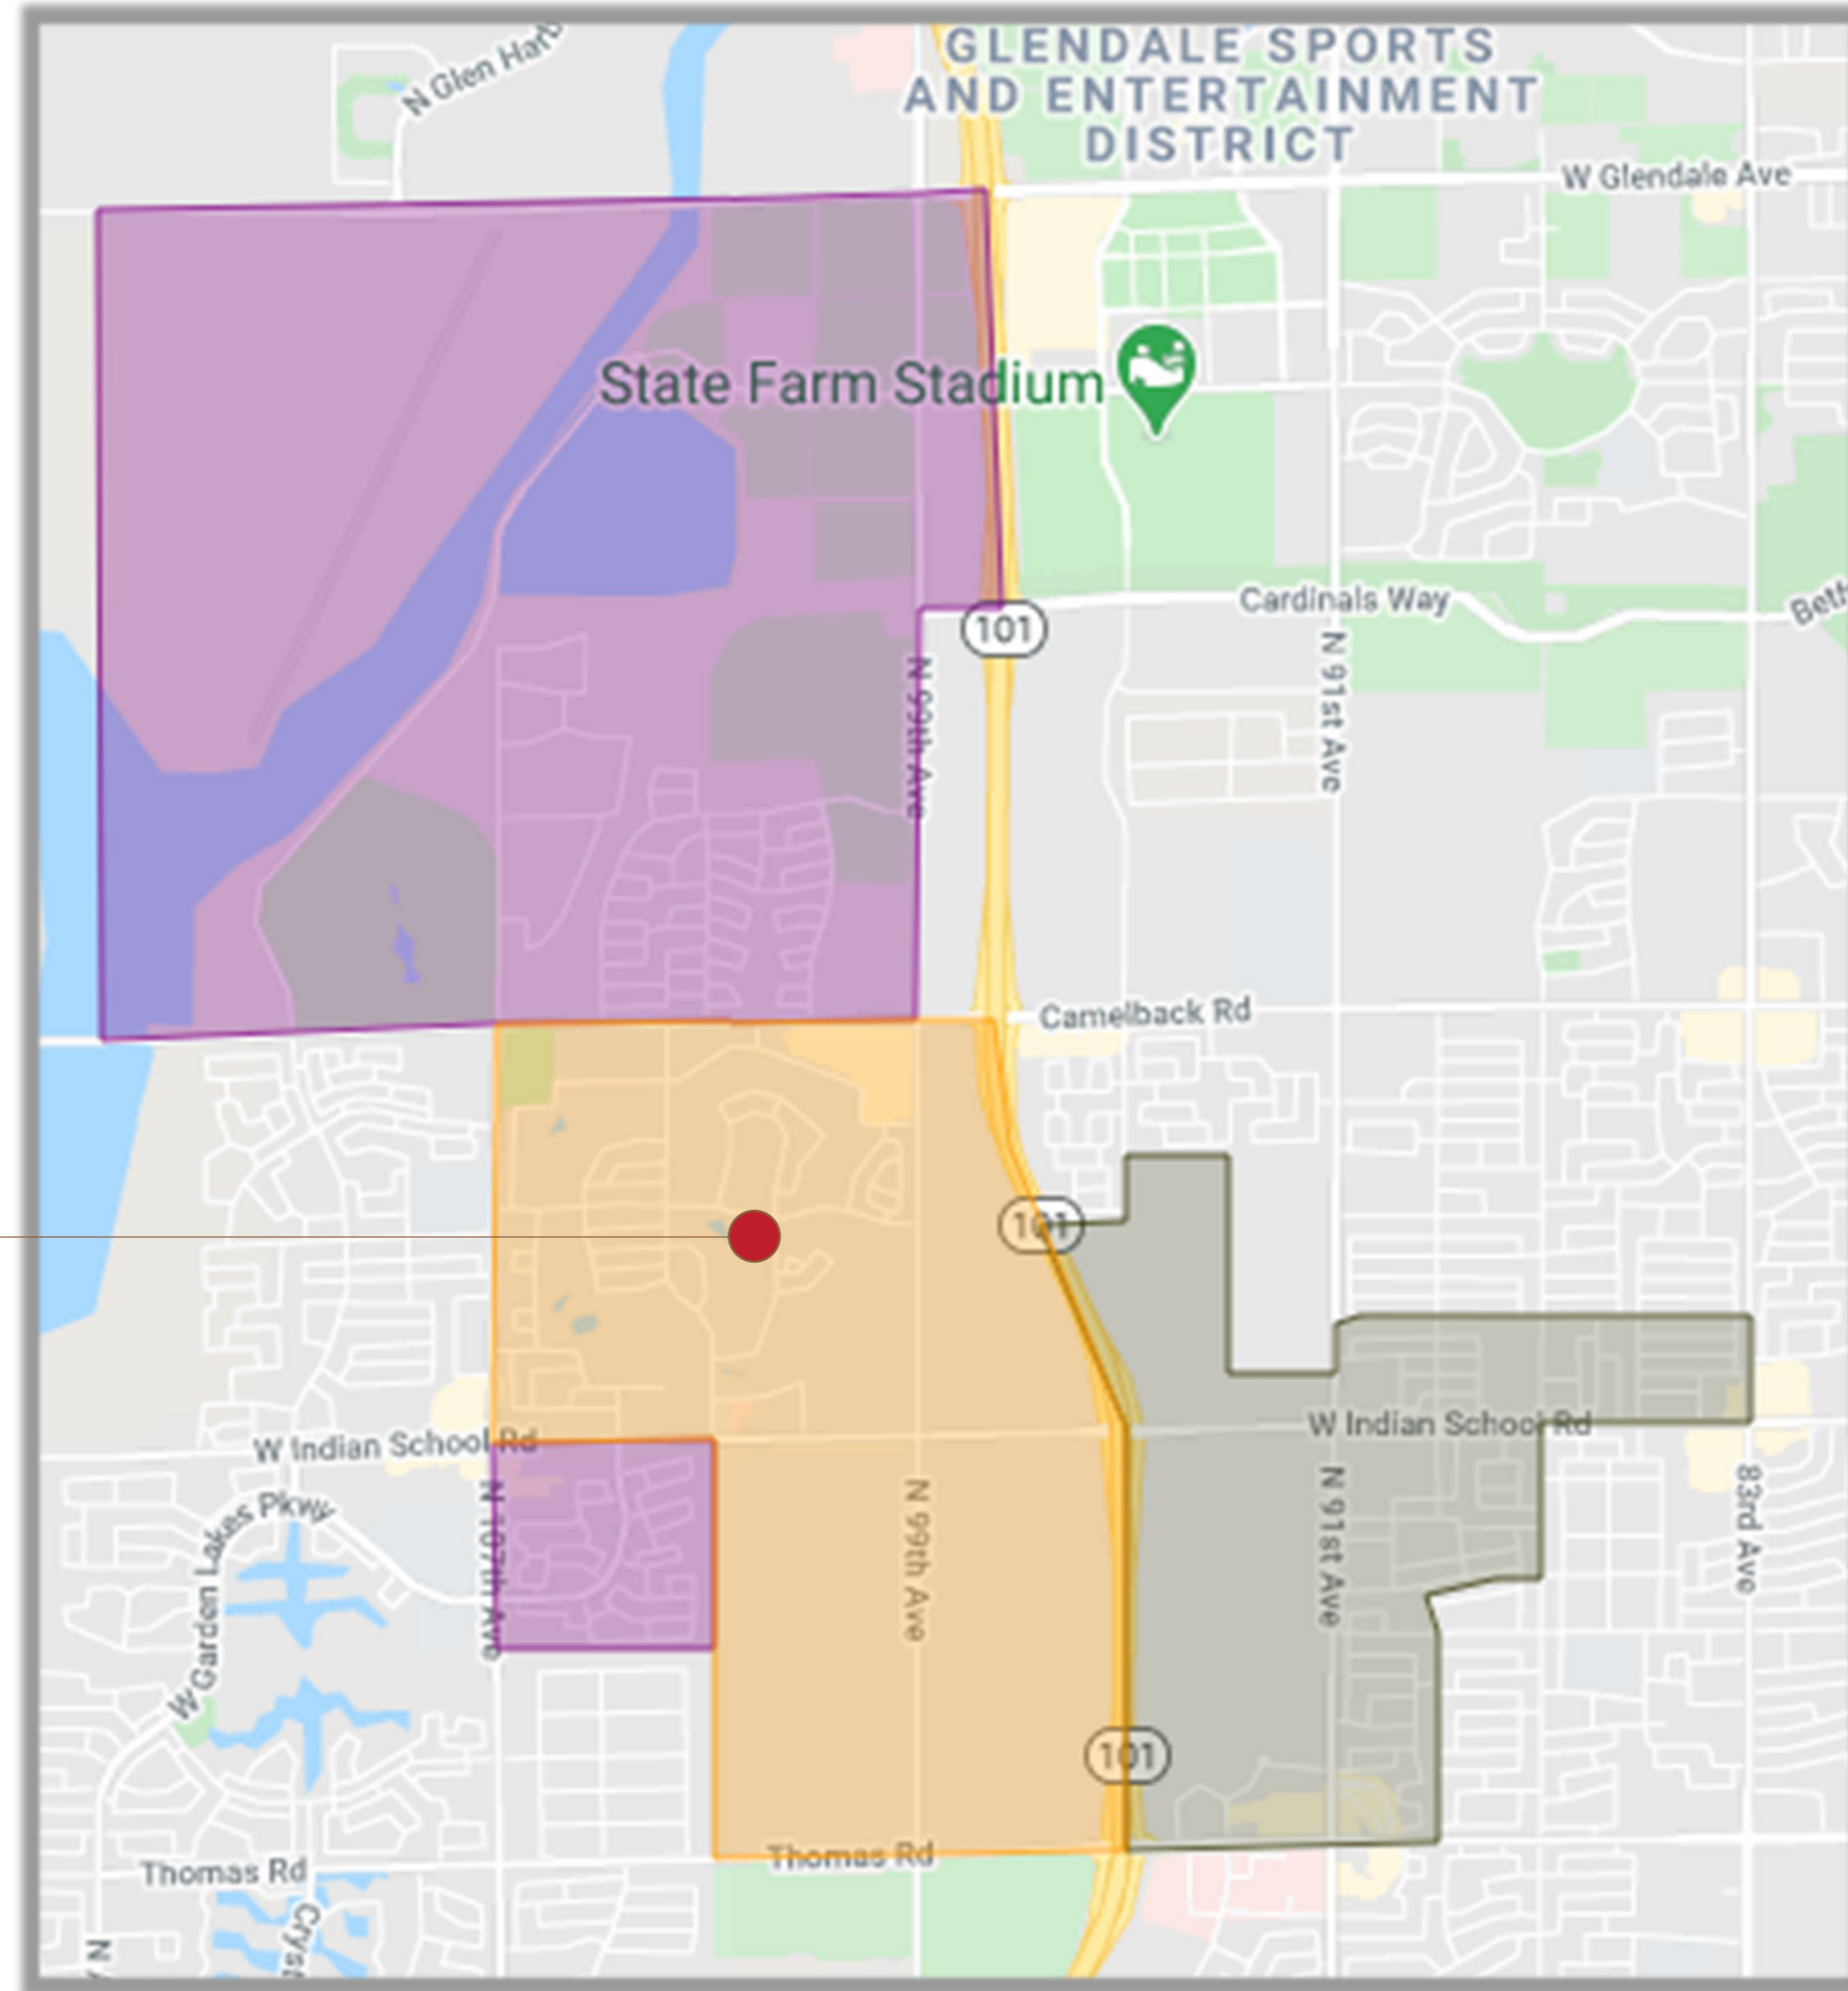 GLENDALE SPORTS
AND ENTERTAINMENT
DISTRICT
N Glen Harb
W Glendale Ave
State Farm Stadium
Cardinals Way
Beth
101
N 99th Ave
N 91st Ave
Camelback Rd
101
W Indian School Rd
W Indian School Rd
W Garden Lakes Pkwy
N 107th Ave
N 99th Ave
N 91st Ave
83rd Ave
101
Thomas Rd
Thomas Rd
Cryst
N